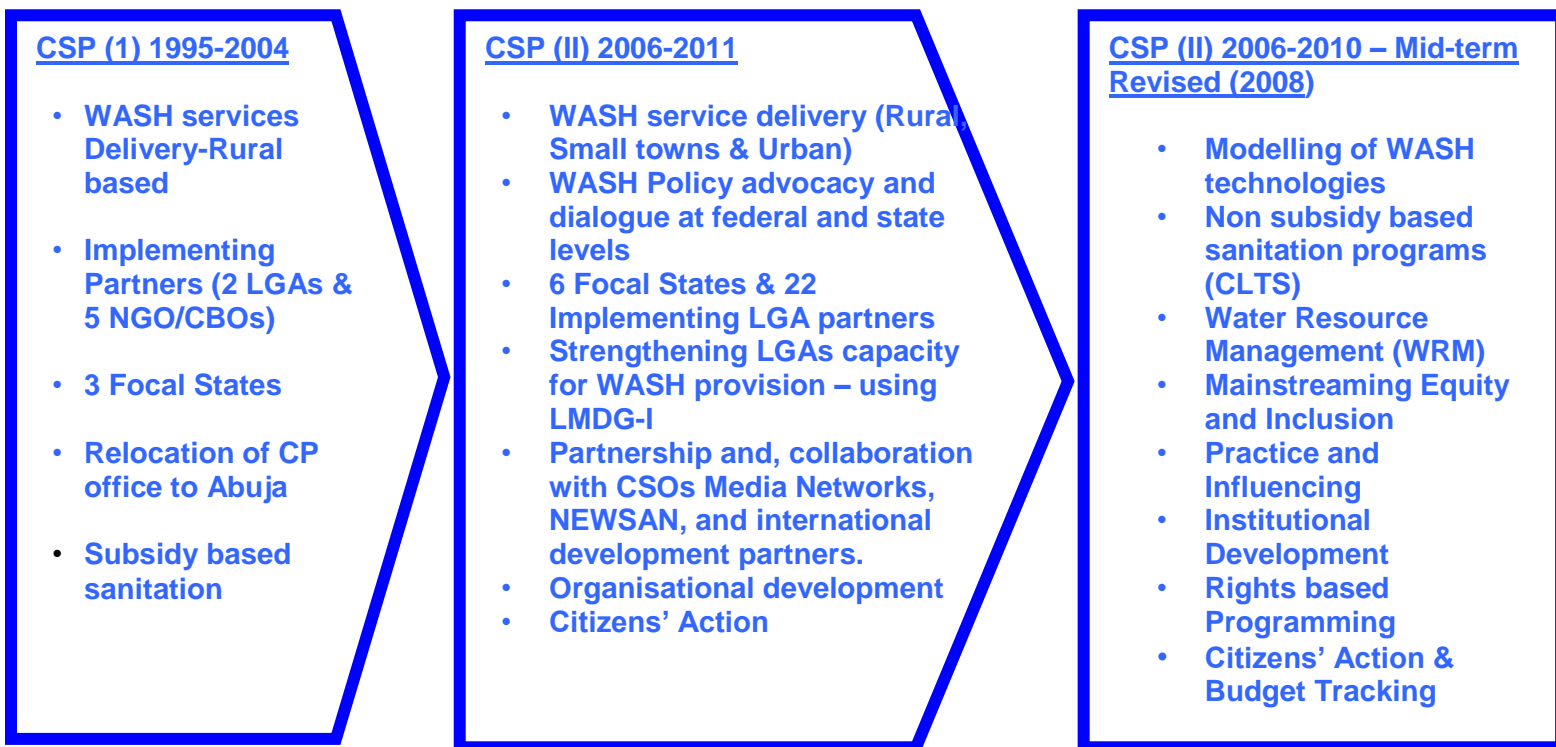 CSP (1) 1995-2004
• WASH services
Delivery-Rural
based
• Implementing
Partners (2 LGAs &
5 NGO/CBOs)
• 3 Focal States
• Relocation of CP
office to Abuja
• Subsidy based
sanitation
CSP (II) 2006-2011
• WASH service delivery (Rural,
Small towns & Urban)
• WASH Policy advocacy and
dialogue at federal and state
levels
• 6 Focal States & 22
Implementing LGA partners
• Strengthening LGAs capacity
for WASH provision – using
LMDG-I
• Partnership and, collaboration
with CSOs Media Networks,
NEWSAN, and international
development partners.
• Organisational development
• Citizens’ Action
CSP (II) 2006-2010 – Mid-term
Revised (2008)
• Modelling of WASH
technologies
• Non subsidy based
sanitation programs
(CLTS)
• Water Resource
Management (WRM)
• Mainstreaming Equity
and Inclusion
• Practice and
Influencing
• Institutional
Development
• Rights based
Programming
• Citizens’ Action &
Budget Tracking